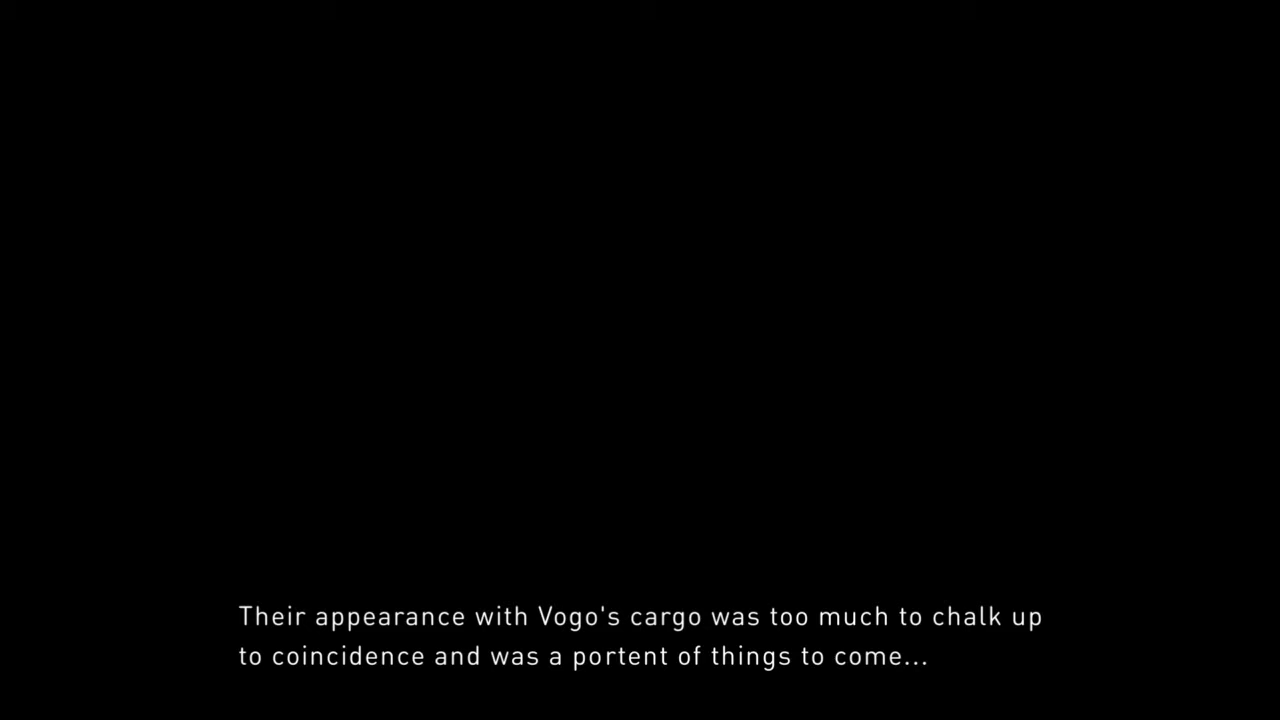 Their appearance with Vogo's cargo was too much to chalk up
to coincidence and was a portent of things to come...